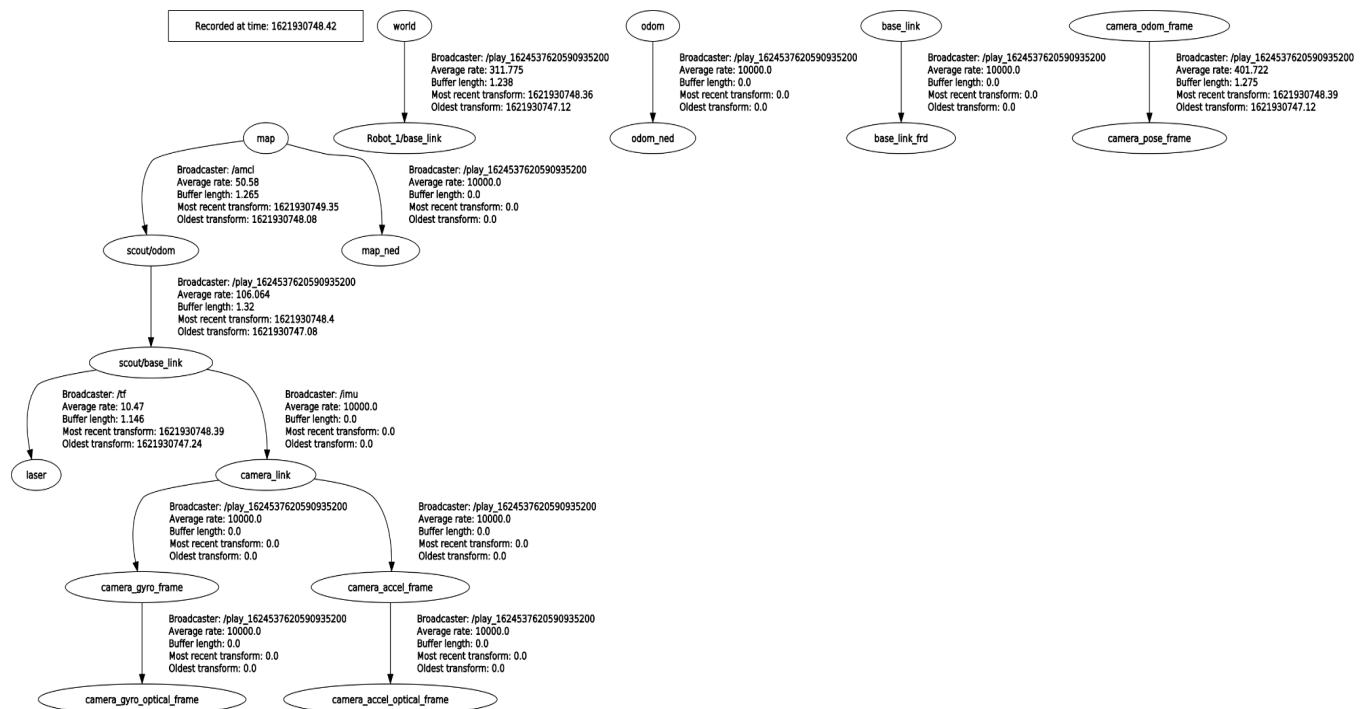 Recorded at time: 1621930748.42
world
odom
base_link
camera_odom_frame
Broadcaster: /play_1624537620590935200
Average rate: 311.775
Buffer length: 1.238
Most recent transform: 1621930748.36
Oldest transform: 1621930747.12
Broadcaster: /play_1624537620590935200
Average rate: 10000.0
Buffer length: 0.0
Most recent transform: 0.0
Oldest transform: 0.0
Broadcaster: /play_1624537620590935200
Average rate: 10000.0
Buffer length: 0.0
Most recent transform: 0.0
Oldest transform: 0.0
Broadcaster: /play_1624537620590935200
Average rate: 401.722
Buffer length: 1.275
Most recent transform: 1621930748.39
Oldest transform: 1621930747.12
map
Robot_1/base_link
odom_ned
base_link_frd
camera_pose_frame
Broadcaster: /amcl
Average rate: 50.58
Buffer length: 1.265
Most recent transform: 1621930749.35
Oldest transform: 1621930748.08
Broadcaster: /play_1624537620590935200
Average rate: 10000.0
Buffer length: 0.0
Most recent transform: 0.0
Oldest transform: 0.0
scout/odom
map_ned
Broadcaster: /play_1624537620590935200
Average rate: 106.064
Buffer length: 1.32
Most recent transform: 1621930748.4
Oldest transform: 1621930747.08
scout/base_link
Broadcaster: /tf
Average rate: 10.47
Buffer length: 1.146
Most recent transform: 1621930748.39
Oldest transform: 1621930747.24
Broadcaster: /imu
Average rate: 10000.0
Buffer length: 0.0
Most recent transform: 0.0
Oldest transform: 0.0
laser
camera_link
Broadcaster: /play_1624537620590935200
Average rate: 10000.0
Buffer length: 0.0
Most recent transform: 0.0
Oldest transform: 0.0
Broadcaster: /play_1624537620590935200
Average rate: 10000.0
Buffer length: 0.0
Most recent transform: 0.0
Oldest transform: 0.0
camera_gyro_frame
camera_accel_frame
Broadcaster: /play_1624537620590935200
Average rate: 10000.0
Buffer length: 0.0
Most recent transform: 0.0
Oldest transform: 0.0
Broadcaster: /play_1624537620590935200
Average rate: 10000.0
Buffer length: 0.0
Most recent transform: 0.0
Oldest transform: 0.0
camera_gyro_optical_frame
camera_accel_optical_frame